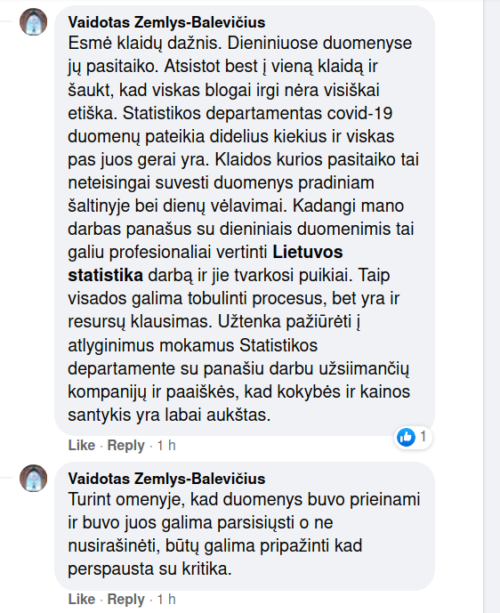 Vaidotas Zemlys-Balevičius
Esmė klaidų dažnis. Dieniniuose duomenyse
jų pasitaiko. Atsistot best į vieną klaidą ir
šaukt, kad viskas blogai irgi nėra visiškai
etiška. Statistikos departamentas covid-19
duomenų pateikia didelius kiekius ir viskas
pas juos gerai yra. Klaidos kurios pasitaiko tai
neteisingai suvesti duomenys pradiniam
šaltinyje bei dienų vėlavimai. Kadangi mano
darbas panašus su dieniniais duomenimis tai
galiu profesionaliai vertinti Lietuvos
statistika darbą ir jie tvarkosi puikiai. Taip
visados galima tobulinti procesus, bet yra ir
resursų klausimas. Užtenka pažiūrėti į
atlyginimus mokamus Statistikos
departamente su panašiu darbu užsiimančių
kompanijų ir paaiškės, kad kokybės ir kainos
santykis yra labai aukštas.
1
Like · Reply · 1 h
Vaidotas Zemlys-Balevičius
Turint omenyje, kad duomenys buvo prieinami
ir buvo juos galima parsisiųsti o ne
nusirašinėti, būtų galima pripažinti kad
perspausta su kritika.
Like · Reply · 1 h